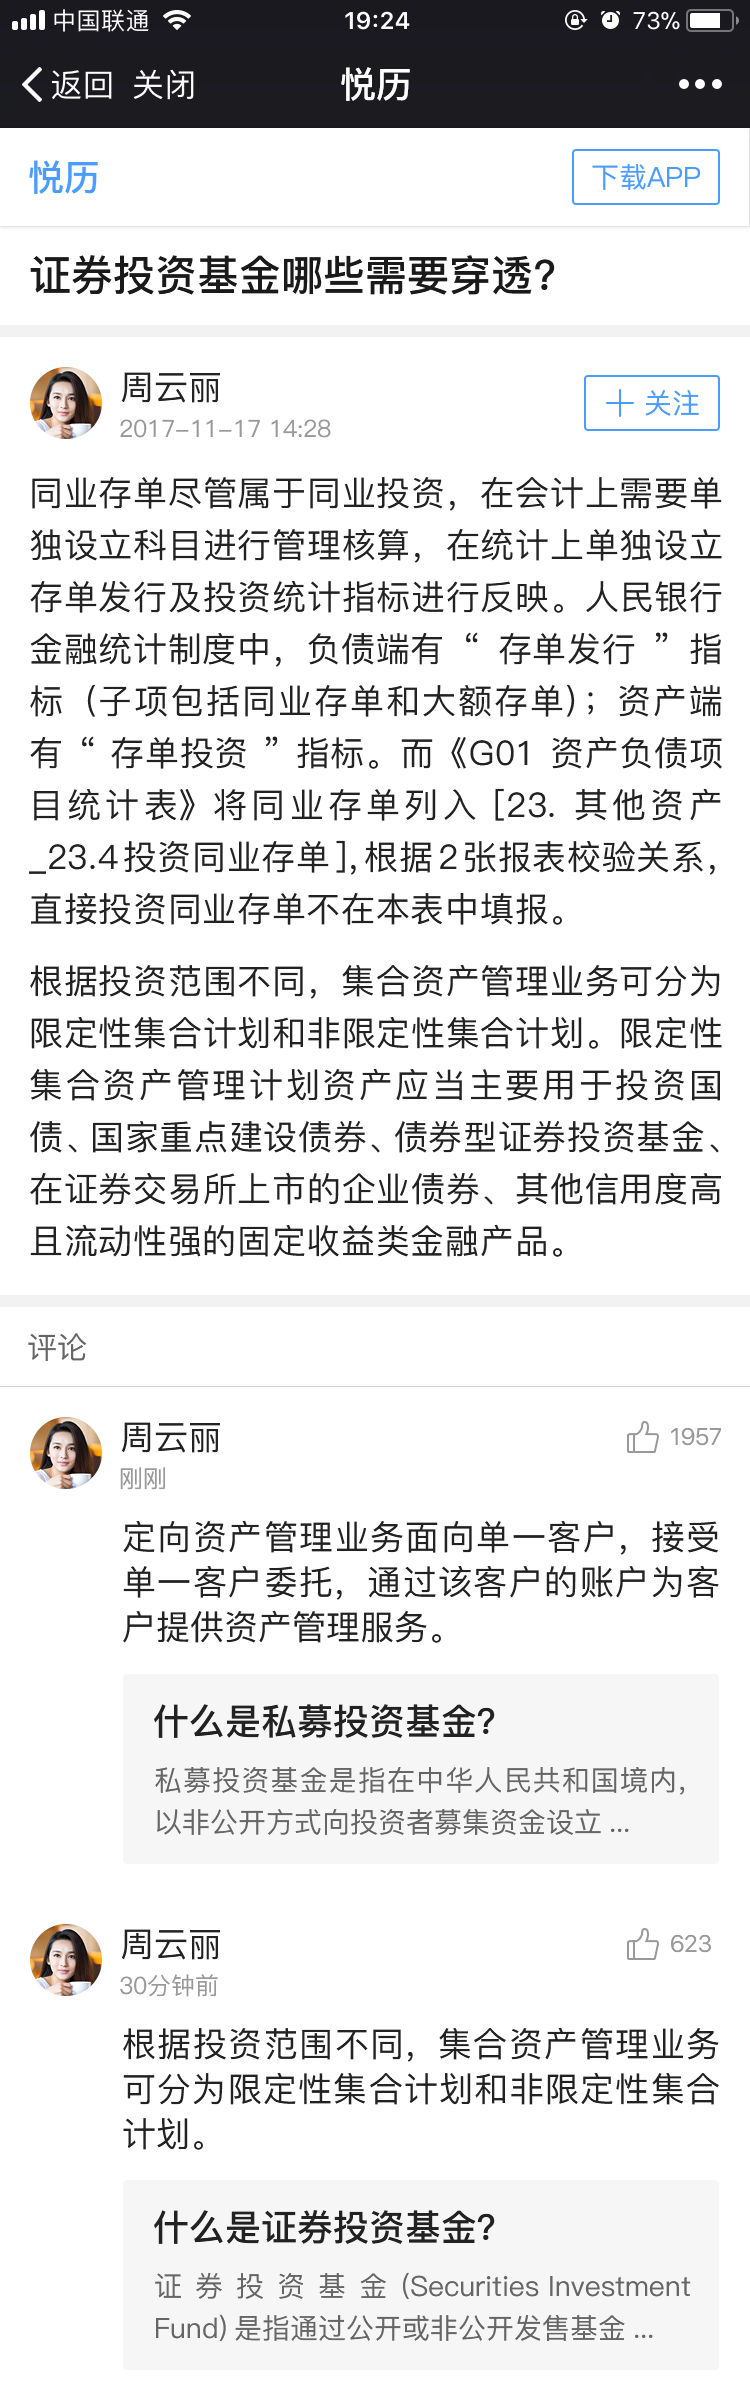 中国联通 19:24 73%
返回 关闭 悦历
悦历 下载APP
证券投资基金哪些需要穿透?
周云丽
2017-11-17 14:28
关注
同业存单尽管属于同业投资，在会计上需要单
独设立科目进行管理核算，在统计上单独设立
存单发行及投资统计指标进行反映。人民银行
金融统计制度中，负债端有 “ 存单发行 ” 指
标（子项包括同业存单和大额存单）；资产端
有 “ 存单投资 ” 指标。而《G01 资产负债项
目统计表》将同业存单列入 [23. 其他资产
_23.4投资同业存单],根据2张报表校验关系，
直接投资同业存单不在本表中填报。
根据投资范围不同，集合资产管理业务可分为
限定性集合计划和非限定性集合计划。限定性
集合资产管理计划资产应当主要用于投资国
债、国家重点建设债券、债券型证券投资基金、
在证券交易所上市的企业债券、其他信用度高
且流动性强的固定收益类金融产品。
评论
周云丽 1957
刚刚
定向资产管理业务面向单一客户，接受
单一客户委托，通过该客户的账户为客
户提供资产管理服务。
什么是私募投资基金?
私募投资基金是指在中华人民共和国境内，
以非公开方式向投资者募集资金设立 ...
周云丽 623
30分钟前
根据投资范围不同，集合资产管理业务
可分为限定性集合计划和非限定性集合
计划。
什么是证券投资基金?
证券投资基金 (Securities Investment
Fund) 是指通过公开或非公开发售基金 ...